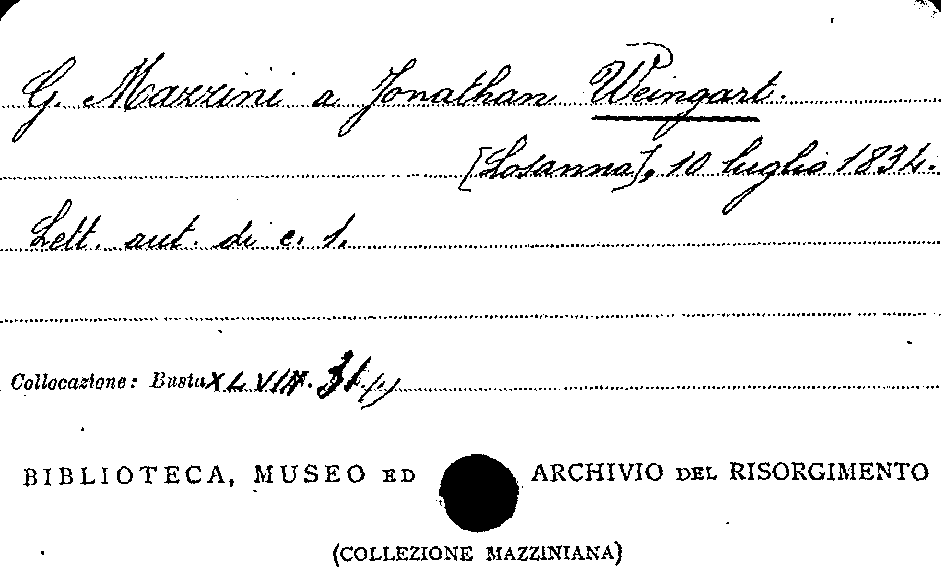 G. Mazzini a Jonathan Weingart.
[Losanna], 10 luglio 1834.
Lett. aut. di c. 1.
Collocazione: Busta
BIBLIOTECA, MUSEO ED ARCHIVIO DEL RISORGIMENTO
(COLLEZIONE MAZZINIANA)